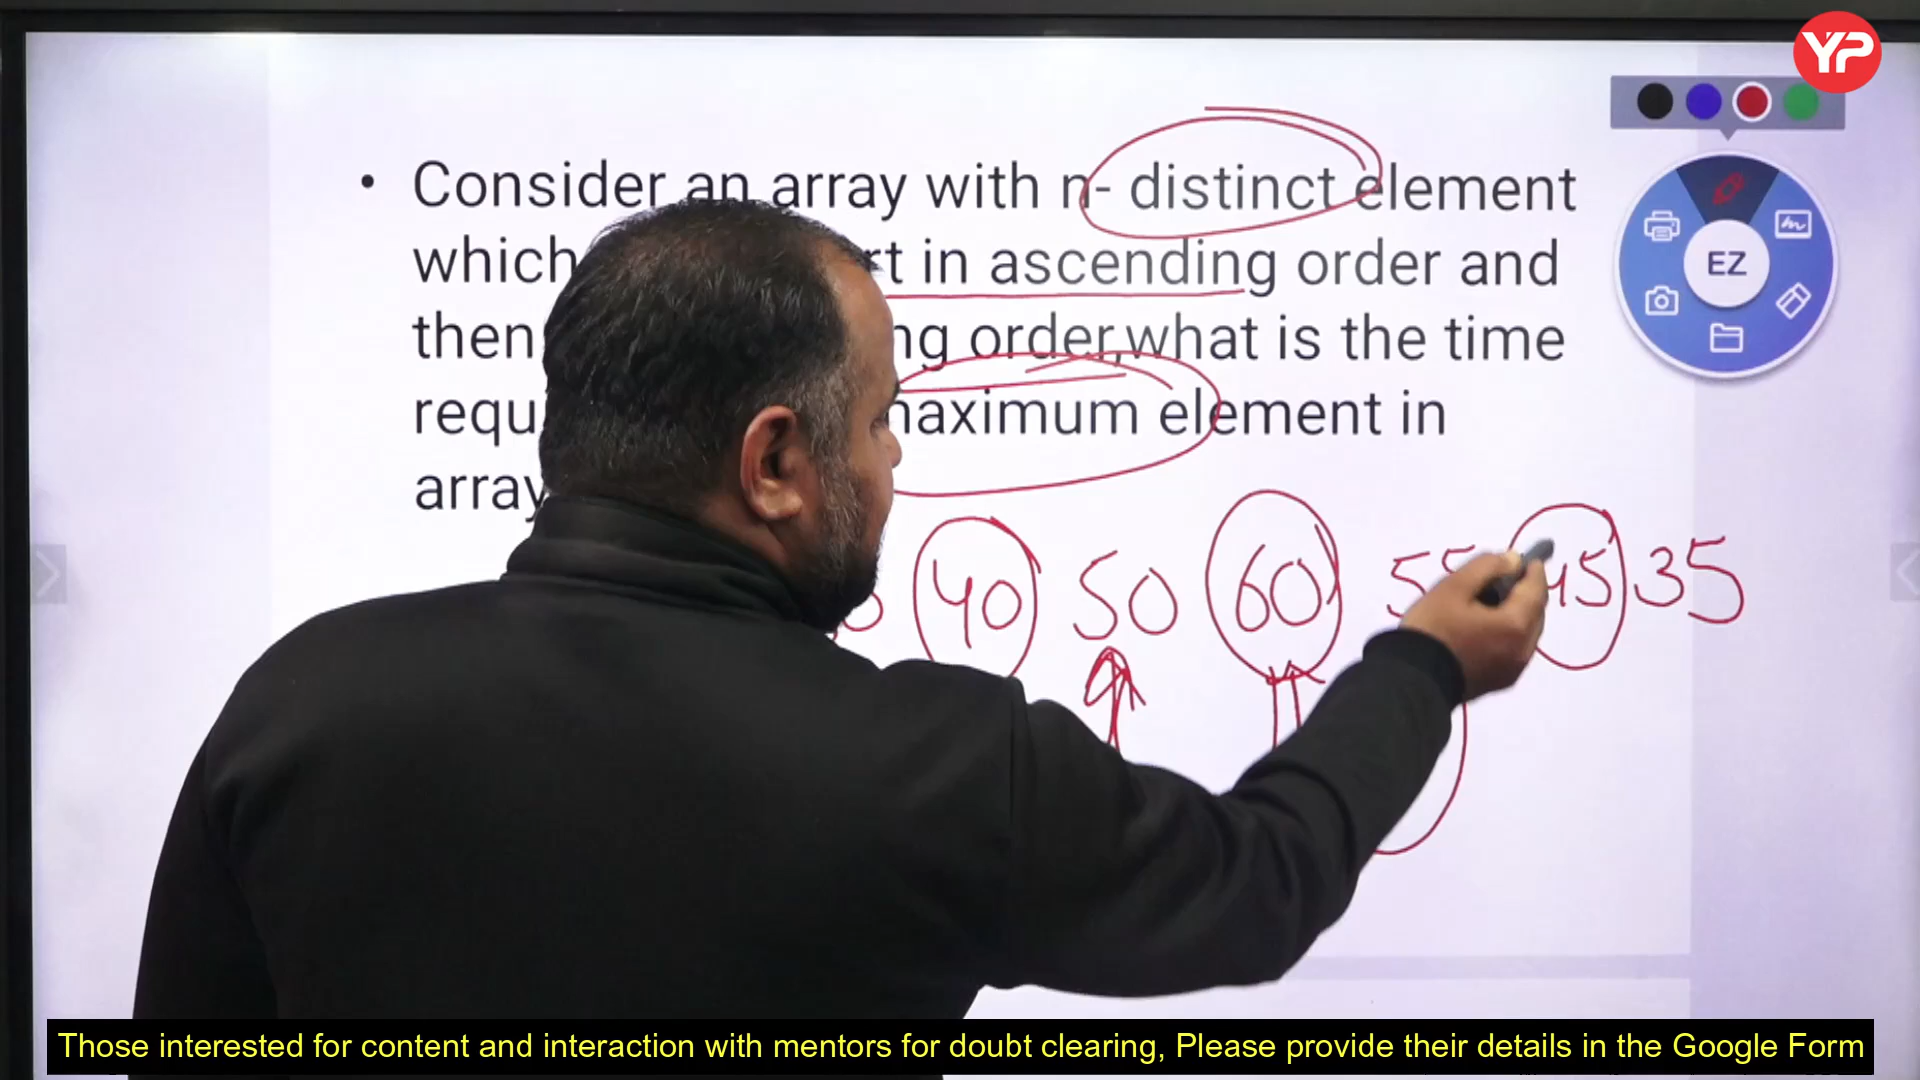 YP
• Consider an array with n- distinct element
which rt in ascending order and
then ng order,what is the time
requ maximum element in
array
40 50 60 55 45 35
EZ
Those interested for content and interaction with mentors for doubt clearing, Please provide their details in the Google Form